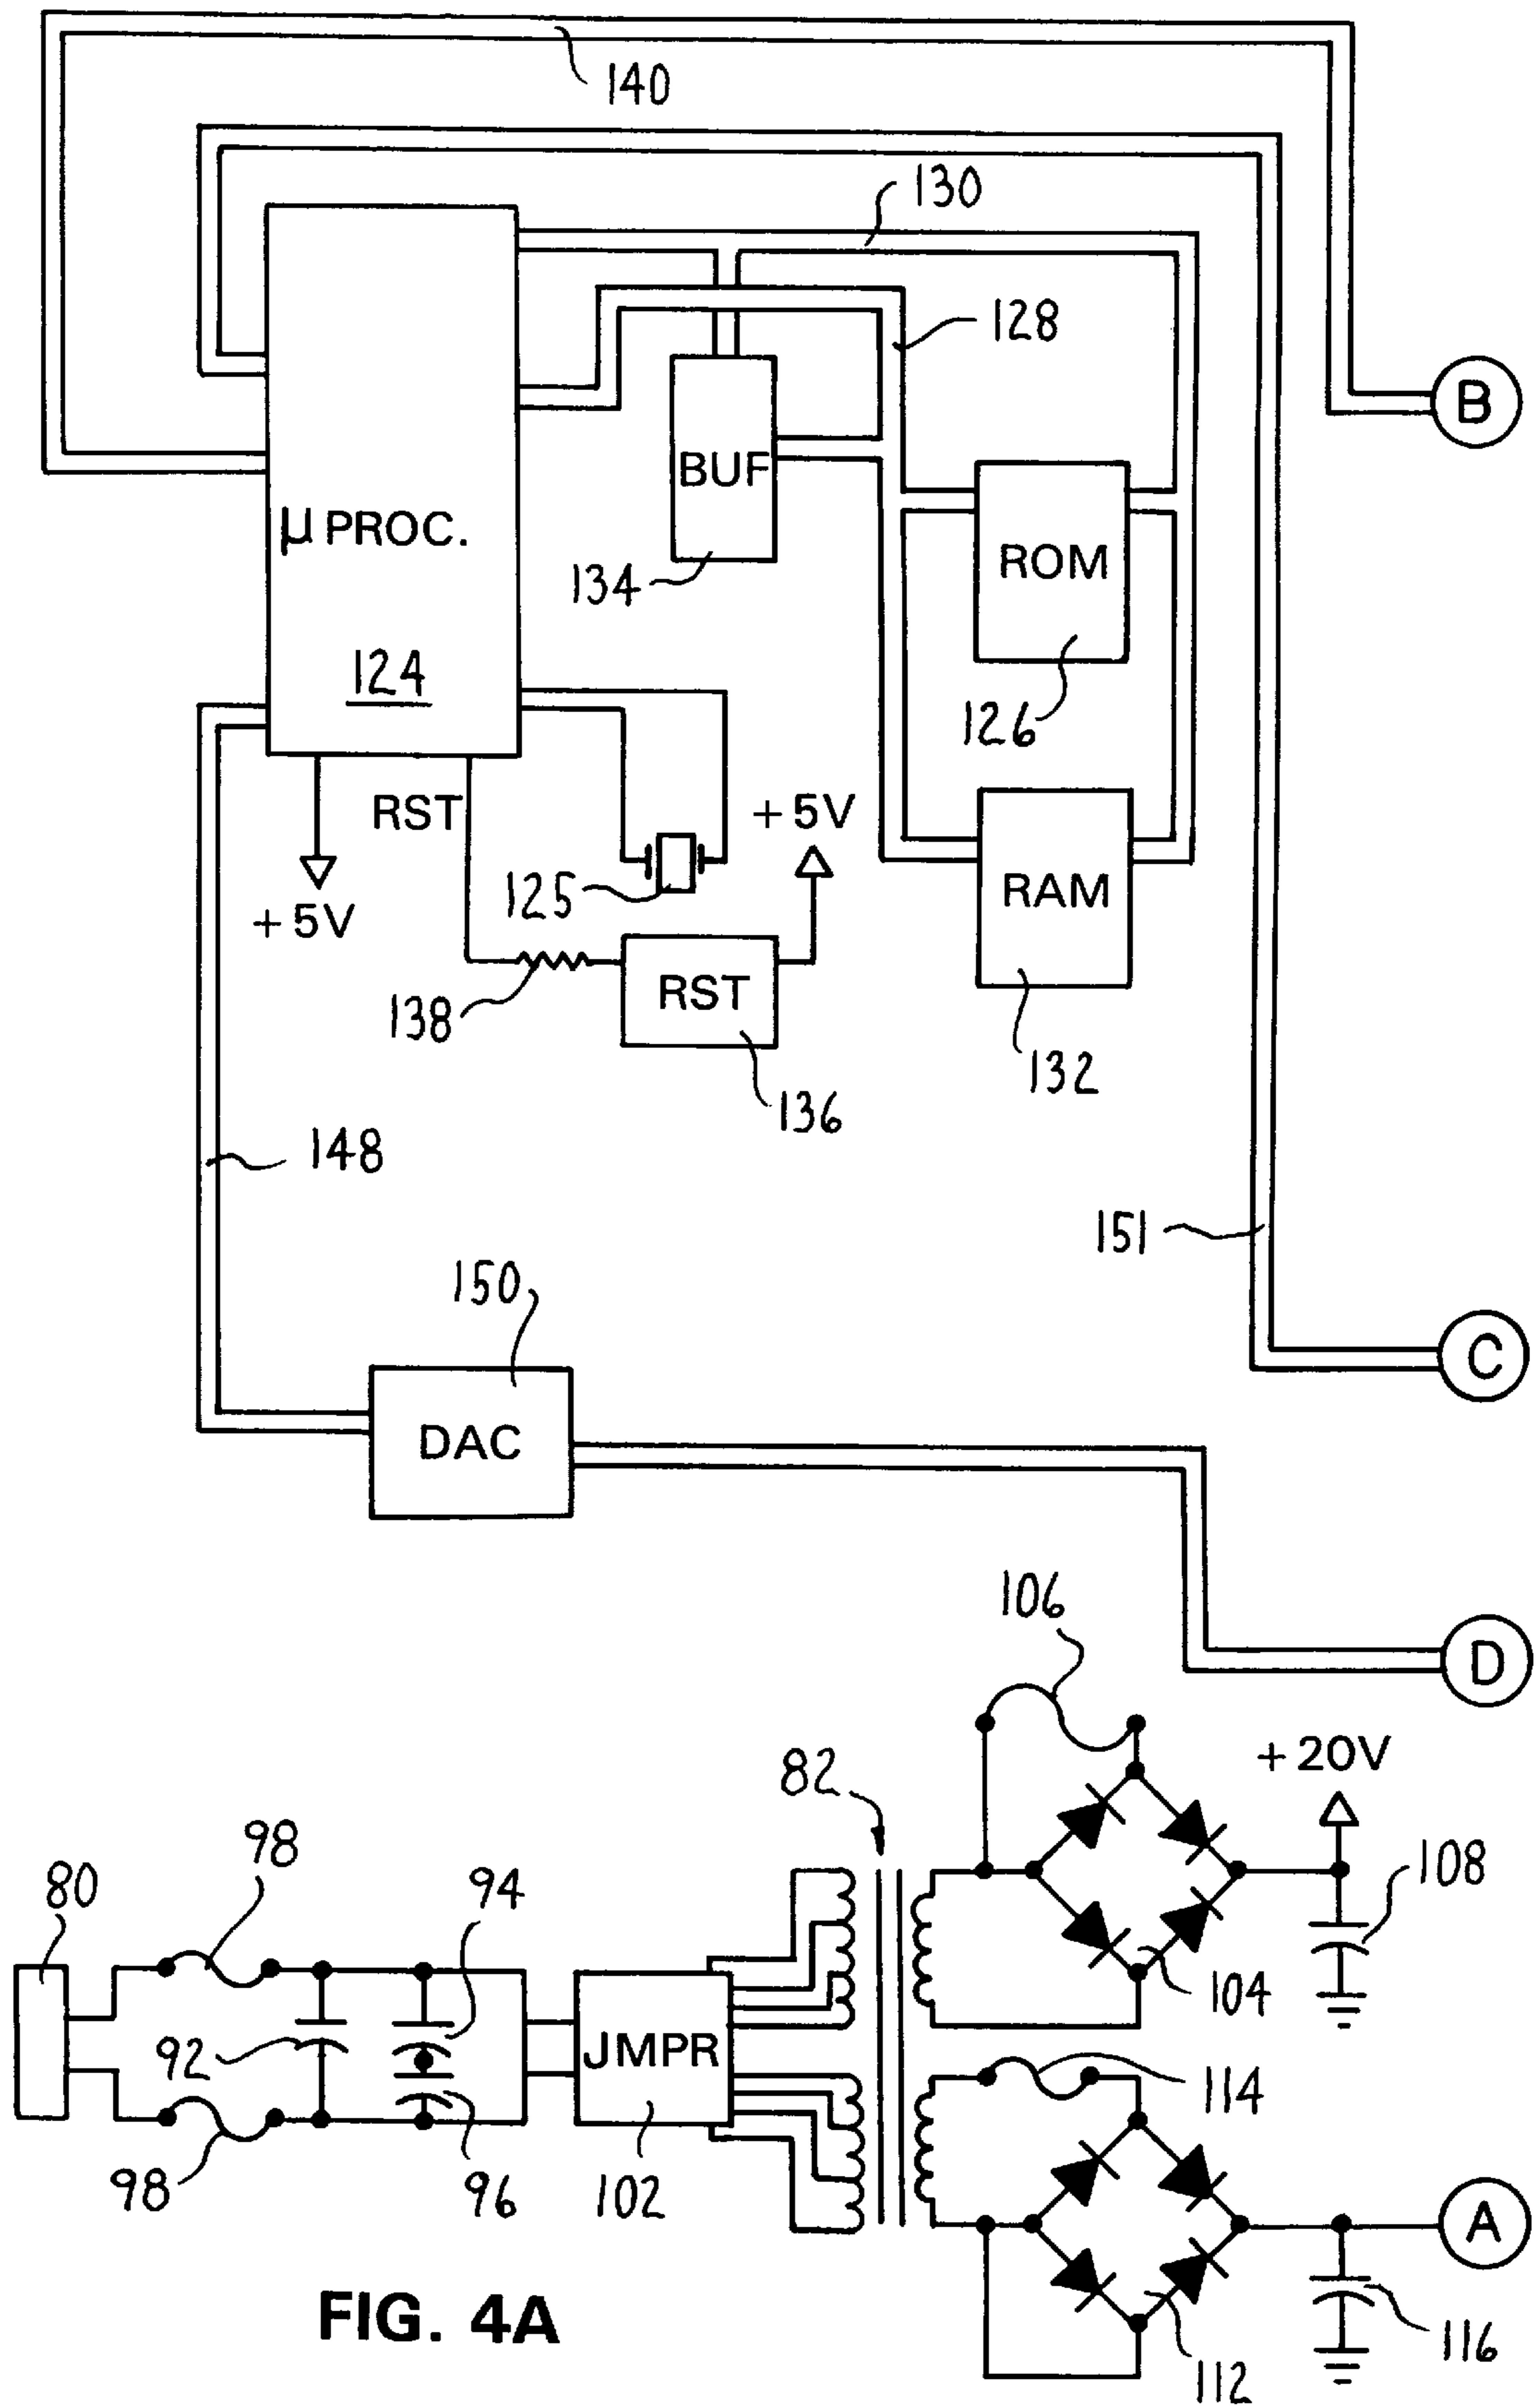 140
130
128
B
BUF
μ PROC.
ROM
134
124
126
RST
+5V
125
RAM
+5V
RST
138
132
136
148
151
150
C
DAC
106
D
82
+20V
98
94
108
80
104
92
JMPR
114
98
96
102
A
FIG. 4A
116
112